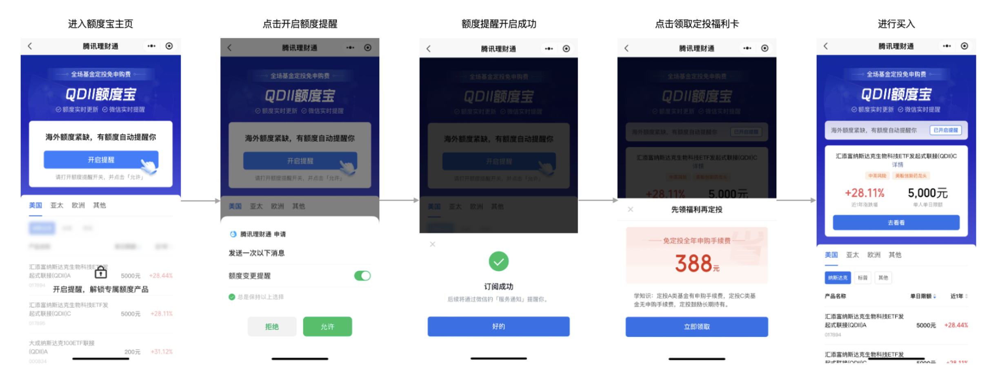 进入额度宝主页
腾讯理财通
全场基金定投免申购费
QDII额度宝
额度实时更新 微信实时提醒
海外额度紧缺，有额度自动提醒你
开启提醒
请打开额度提醒开关，并点击「允许」
美国 亚太 欧洲 其他
汇添富纳斯达克生物科技ETF发
起式联接(QDII)A 5000元 +28.44%
017894
开启提醒，解锁专属额度产品
汇添富纳斯达克生物科技ETF发
起式联接(QDII)C 5000元 +28.11%
017895
大成纳斯达克100ETF联接
(QDII)A 200元 +31.12%
000834
点击开启额度提醒
腾讯理财通
全场基金定投免申购费
QDII额度宝
额度实时更新 微信实时提醒
海外额度紧缺，有额度自动提醒你
开启提醒
请打开额度提醒开关，并点击「允许」
美国 亚太 欧洲 其他
腾讯理财通 申请
发送一次以下消息
额度变更提醒
总是保持以上选择
拒绝 允许
额度提醒开启成功
腾讯理财通
全场基金定投免申购费
QDII额度宝
额度实时更新 微信实时提醒
海外额度紧缺，有额度自动提醒你
开启提醒
请打开额度提醒开关，并点击「允许」
美国 亚太 欧洲 其他
订阅成功
后续将通过微信的「服务通知」提醒你。
好的
点击领取定投福利卡
腾讯理财通
全场基金定投免申购费
QDII额度宝
额度实时更新 微信实时提醒
海外额度紧缺，有额度自动提醒你 已开启提醒
汇添富纳斯达克生物科技ETF发起式联接(QDII)C
详情
中高风险 美股创新药龙头
+28.11% 5,000元
先领福利再定投
免定投全年申购手续费
388元
学知识：定投A类基金有申购手续费，定投C类基
金无申购手续费，定投鼓励长期持有。
立即领取
进行买入
腾讯理财通
全场基金定投免申购费
QDII额度宝
额度实时更新 微信实时提醒
海外额度紧缺，有额度自动提醒你 已开启提醒
汇添富纳斯达克生物科技ETF发起式联接(QDII)C
详情
中高风险 美股创新药龙头
+28.11% 5,000元
近1年涨跌幅 单人单日限额
去看看
美国 亚太 欧洲 其他
纳斯达克 标普 其他
产品名称 单日限额 近1年
汇添富纳斯达克生物科技ETF发
起式联接(QDII)A 5000元 +28.44%
017894
汇添富纳斯达克生物科技ETF发
起式联接(QDII)C 5000元 +28.11%